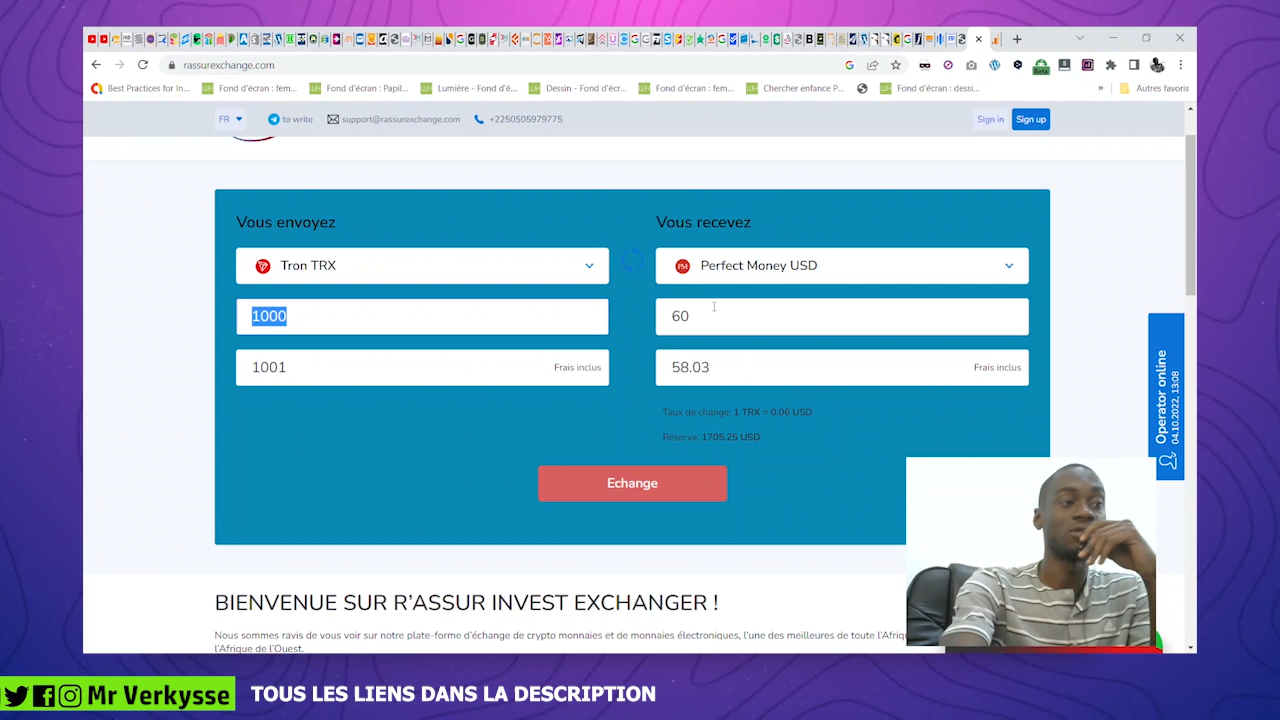 rassurexchange.com
Best Practices for In...
Fond d'écran : fem...
Fond d'écran : Papil...
Lumière - Fond d'é...
Dessin - Fond d'écr...
Fond d'écran : fem...
Chercher enfance P...
Fond d'écran : dessi...
»
Autres favoris
FR
to write
support@rassurexchange.com
+2250505979775
Sign in
Sign up
Vous envoyez
Vous recevez
Tron TRX
Perfect Money USD
1000
60
1001
Frais inclus
58.03
Frais inclus
Taux de change: 1 TRX = 0.06 USD
Réserve: 1705.25 USD
Echange
Operator online
04.10.2022, 13:08
BIENVENUE SUR R'ASSUR INVEST EXCHANGER !
Nous sommes ravis de vous voir sur notre plate-forme d'échange de crypto monnaies et de monnaies électroniques, l'une des meilleures de toute l'Afriq
l'Afrique de l'Ouest.
Mr Verkysse
TOUS LES LIENS DANS LA DESCRIPTION